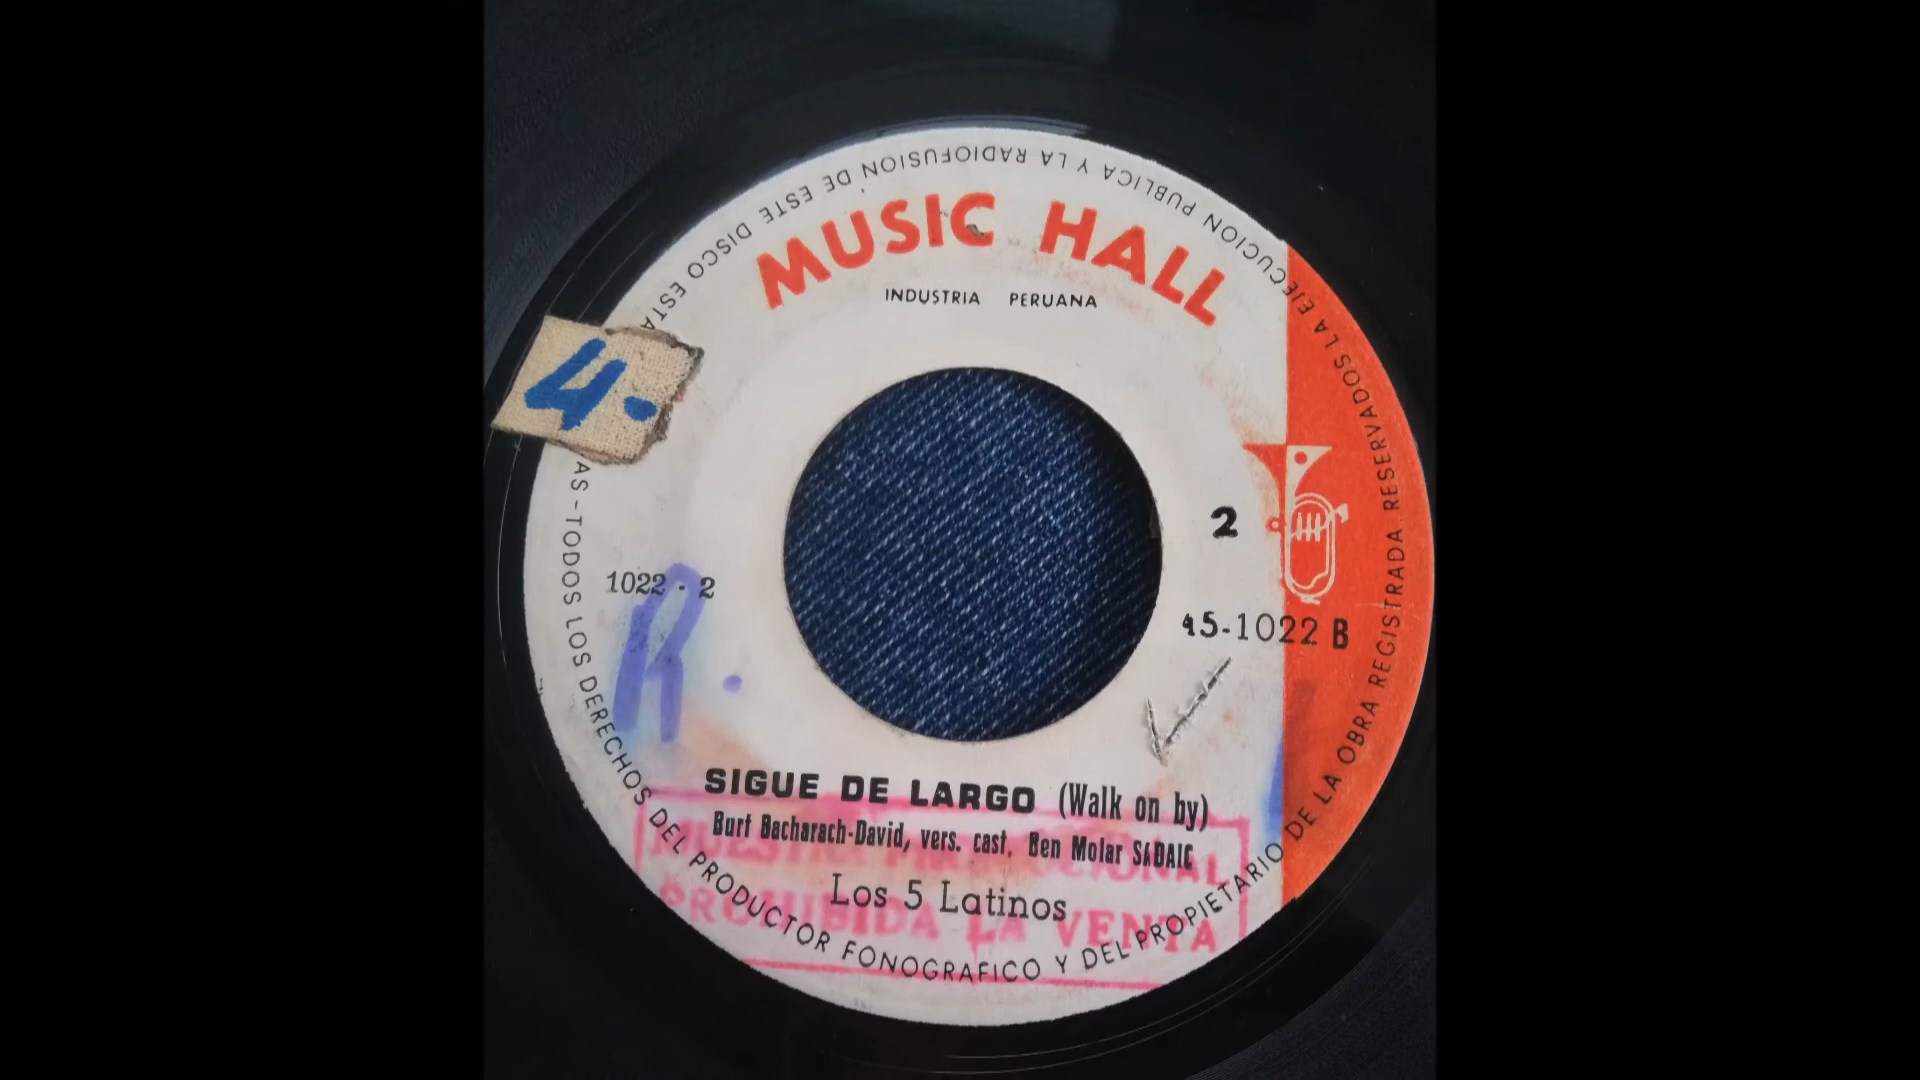 MUSIC HALL
INDUSTRIA PERUANA
4.
2
1022 - 2
45-1022 B
R.
SIGUE DE LARGO (Walk on by)
Burt Bacharach-David, vers. cast. Ben Molar SADAIC
Los 5 Latinos
MUESTRA PROMOCIONAL
PROHIBIDA LA VENTA
AS - TODOS LOS DERECHOS DEL PRODUCTOR FONOGRAFICO Y DEL PROPIETARIO DE LA OBRA REGISTRADA RESERVADOS LA EJECUCION PUBLICA Y LA RADIOFUSION DE ESTE DISCO ESTA